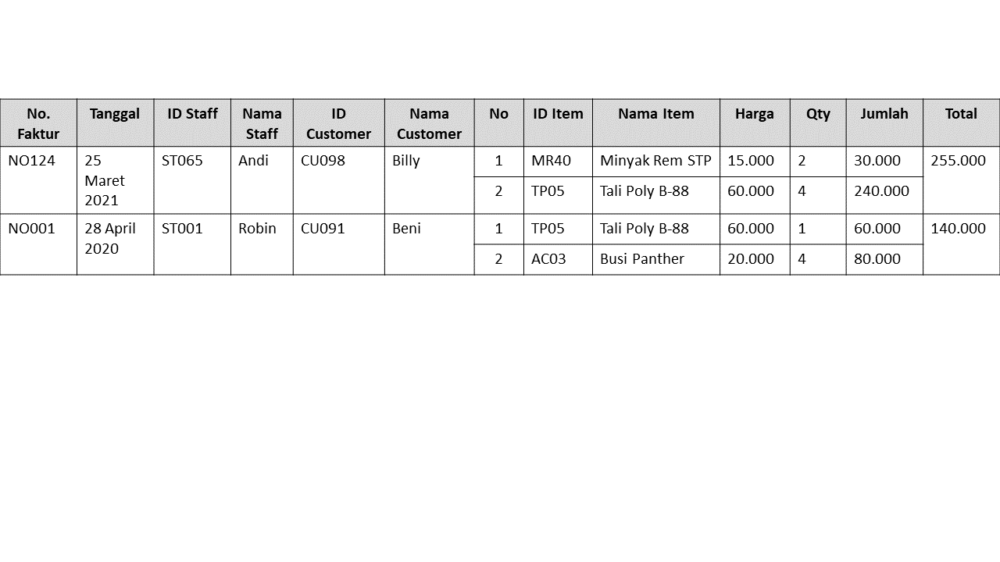 No. Faktur Tanggal ID Staff Nama Staff ID Customer Nama Customer No ID Item Nama Item Harga Qty Jumlah Total
NO124 25 Maret 2021 ST065 Andi CU098 Billy 1 MR40 Minyak Rem STP 15.000 2 30.000 255.000
2 TP05 Tali Poly B-88 60.000 4 240.000
NO001 28 April 2020 ST001 Robin CU091 Beni 1 TP05 Tali Poly B-88 60.000 1 60.000 140.000
2 AC03 Busi Panther 20.000 4 80.000